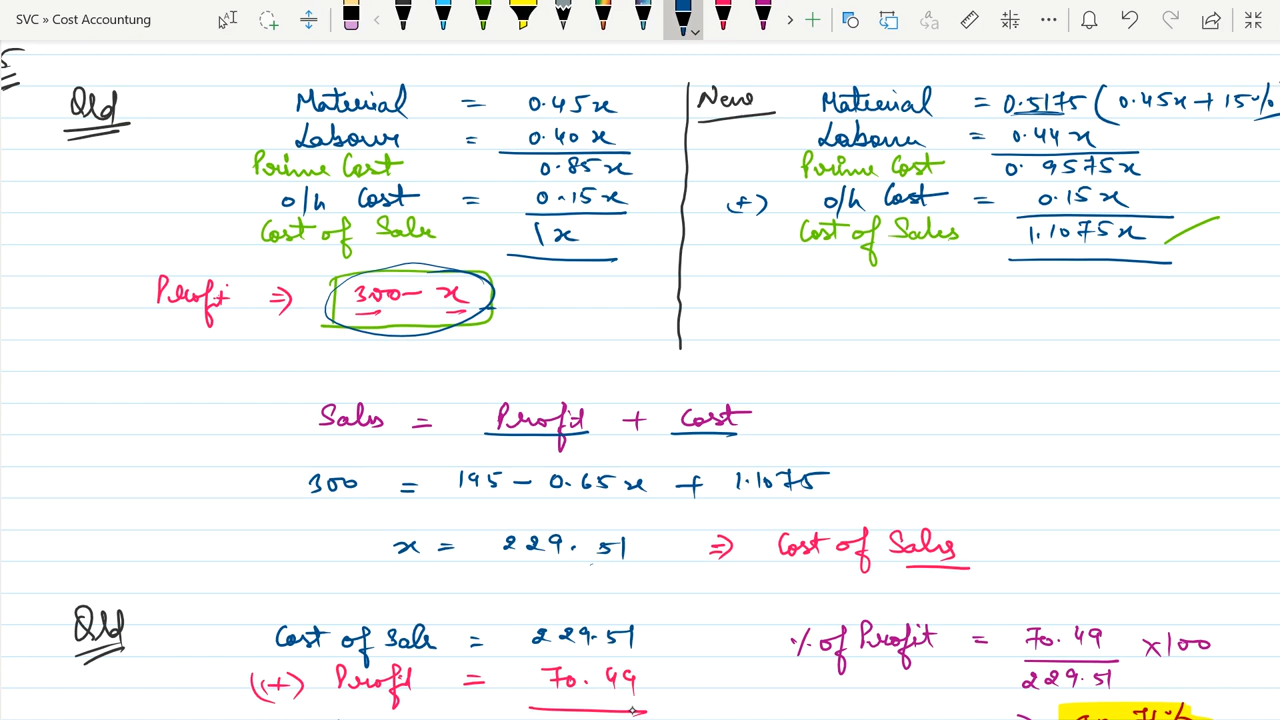 SVC » Cost Accountung
Old
Material = 0.45x
Labour = 0.40x
Prime Cost 0.85x
o/h Cost = 0.15x
Cost of Sale 1x
Profit ⇒ 300 - x
New
Material = 0.5175 (0.45x + 15%
Labour = 0.44x
Prime Cost 0.9575x
(+) o/h Cost = 0.15x
Cost of Sales 1.1075x
Sales = Profit + Cost
300 = 195 - 0.65x + 1.1075
x = 229.51 ⇒ Cost of Sales
Old
Cost of Sale = 229.51
(+) Profit = 70.49
% of Profit = 70.49 / 229.51 x100